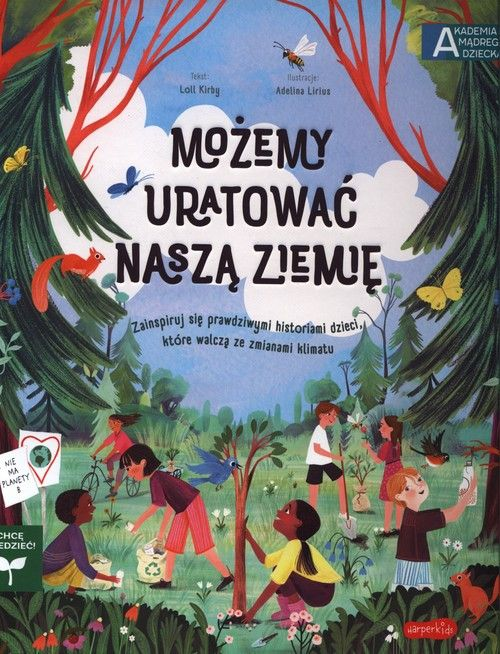 AKADEMIA
MĄDREGO
DZIECKA
Tekst:
Loll Kirby
Ilustracje:
Adelina Lirius
MOŻEMY
URATOWAĆ
NASZĄ ZIEMIĘ
Zainspiruj się prawdziwymi historiami dzieci,
które walczą ze zmianami klimatu
NIE
MA
PLANETY
B
CHCĘ
WIEDZIEĆ!
HarperKids